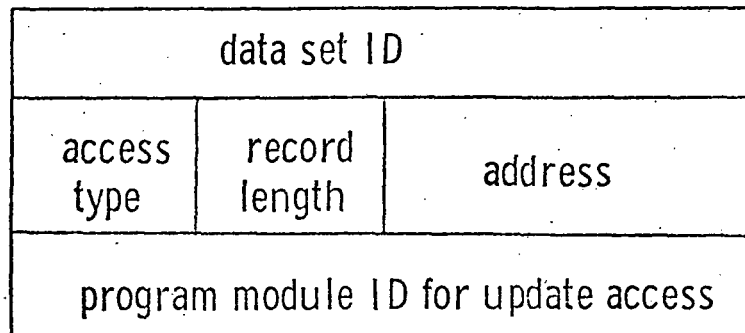 data set ID
access type
record length
address
program module ID for update access